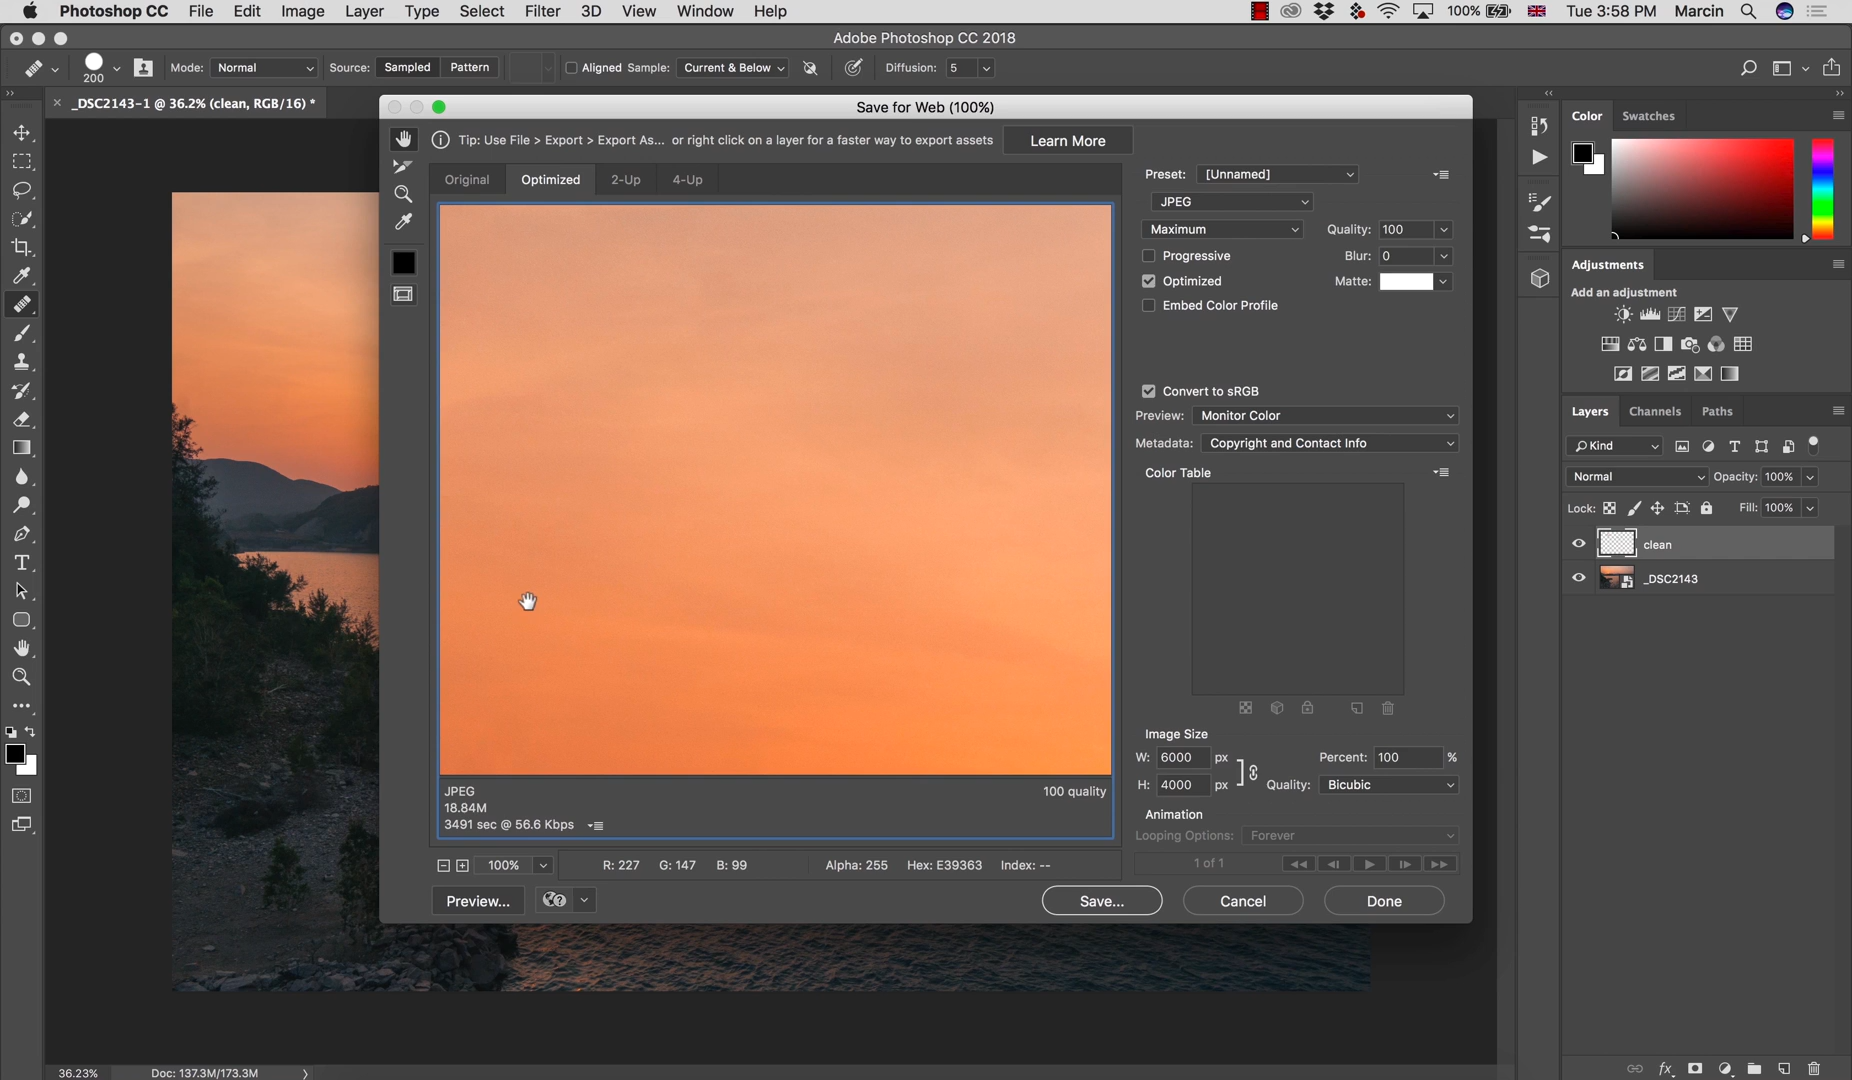 Photoshop CC File Edit Image Layer Type Select Filter 3D View Window Help 100% Tue 3:58 PM Marcin
Adobe Photoshop CC 2018
200 Mode: Normal Source: Sampled Pattern Aligned Sample: Current & Below Diffusion: 5
× _DSC2143-1 @ 36.2% (clean, RGB/16) *
Save for Web (100%)
Tip: Use File > Export > Export As... or right click on a layer for a faster way to export assets Learn More
Original Optimized 2-Up 4-Up
Preset: [Unnamed]
JPEG
Maximum Quality: 100
Progressive Blur: 0
Optimized Matte:
Embed Color Profile
Convert to sRGB
Preview: Monitor Color
Metadata: Copyright and Contact Info
Color Table
Image Size
W: 6000 px Percent: 100 %
H: 4000 px Quality: Bicubic
Animation
Looping Options: Forever
1 of 1
JPEG 100 quality
18.84M
3491 sec @ 56.6 Kbps
100% R: 227 G: 147 B: 99 Alpha: 255 Hex: E39363 Index: --
Preview... Save... Cancel Done
Color Swatches
Adjustments
Add an adjustment
Layers Channels Paths
Kind
Normal Opacity: 100%
Lock: Fill: 100%
clean
_DSC2143
fx
36.23% Doc: 137.3M/173.3M